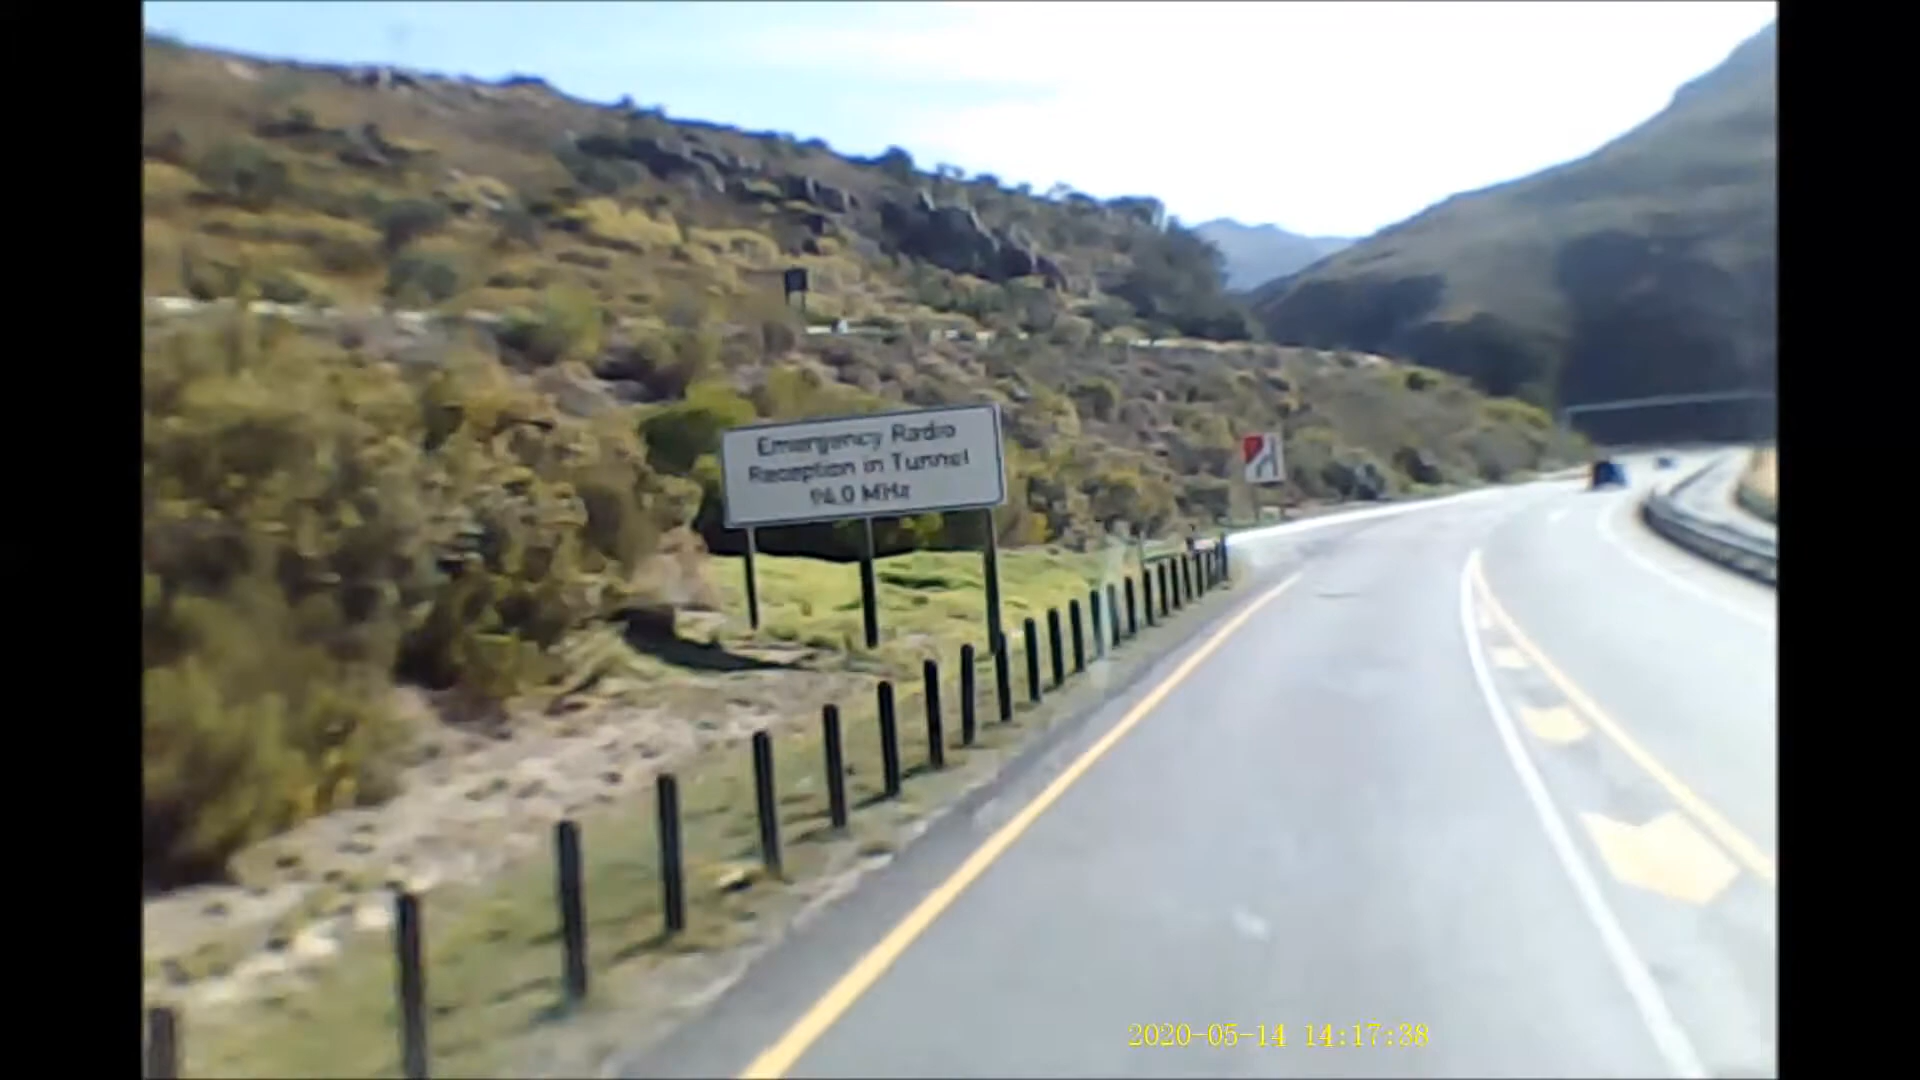 Emergency Radio
Reception in Tunnel
94.0 MHz
2020-05-14 14:17:38